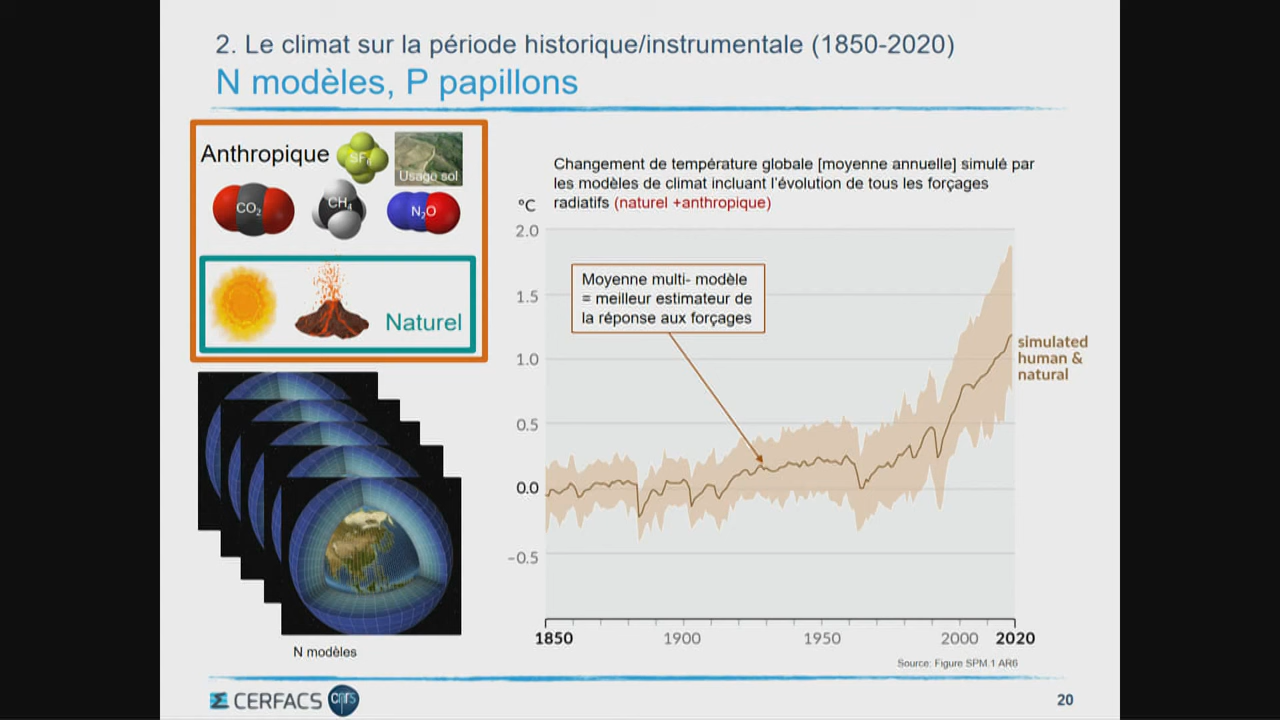 2. Le climat sur la période historique/instrumentale (1850-2020)
N modèles, P papillons
Anthropique
SF6
Usage sol
CO2
CH4
N2O
Naturel
N modèles
Changement de température globale [moyenne annuelle] simulé par
les modèles de climat incluant l'évolution de tous les forçages
radiatifs (naturel +anthropique)
°C
2.0
1.5
1.0
0.5
0.0
−0.5
Moyenne multi- modèle
= meilleur estimateur de
la réponse aux forçages
simulated
human &
natural
1850 1900 1950 2000 2020
Source: Figure SPM.1 AR6
CERFACS cnrs
20